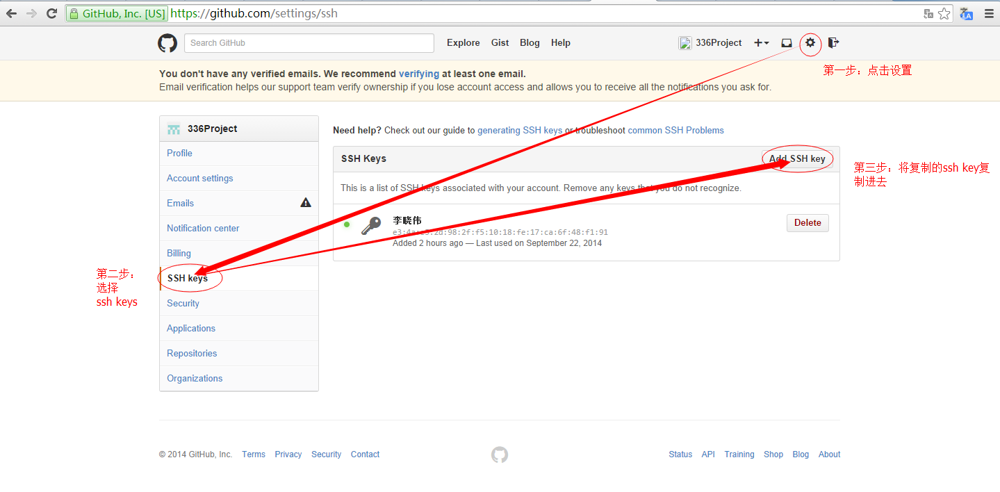 GitHub, Inc. [US] https://github.com/settings/ssh
Search GitHub
Explore Gist Blog Help
336Project
第一步：点击设置
You don't have any verified emails. We recommend verifying at least one email.
Email verification helps our support team verify ownership if you lose account access and allows you to receive all the notifications you ask for.
336Project
Profile
Account settings
Emails
Notification center
Billing
SSH keys
Security
Applications
Repositories
Organizations
第二步：
选择
ssh keys
Need help? Check out our guide to generating SSH keys or troubleshoot common SSH Problems
SSH Keys
Add SSH key
第三步：将复制的ssh key复
制进去
This is a list of SSH keys associated with your account. Remove any keys that you do not recognize.
李晓伟
98:2f:f5:10:18:fe:17:ca:6f:48:f1:91
Added 2 hours ago — Last used on September 22, 2014
Delete
© 2014 GitHub, Inc. Terms Privacy Security Contact
Status API Training Shop Blog About